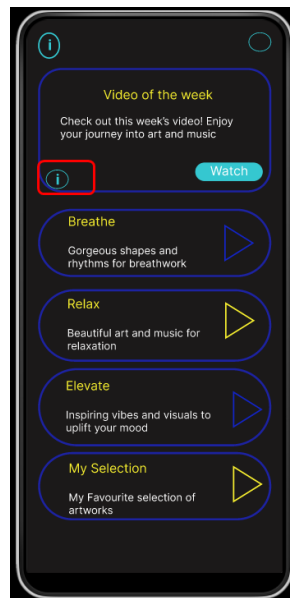 i
Video of the week
Check out this week's video! Enjoy
your journey into art and music
i
Watch
Breathe
Gorgeous shapes and
rhythms for breathwork
Relax
Beautiful art and music for
relaxation
Elevate
Inspiring vibes and visuals to
uplift your mood
My Selection
My Favourite selection of
artworks